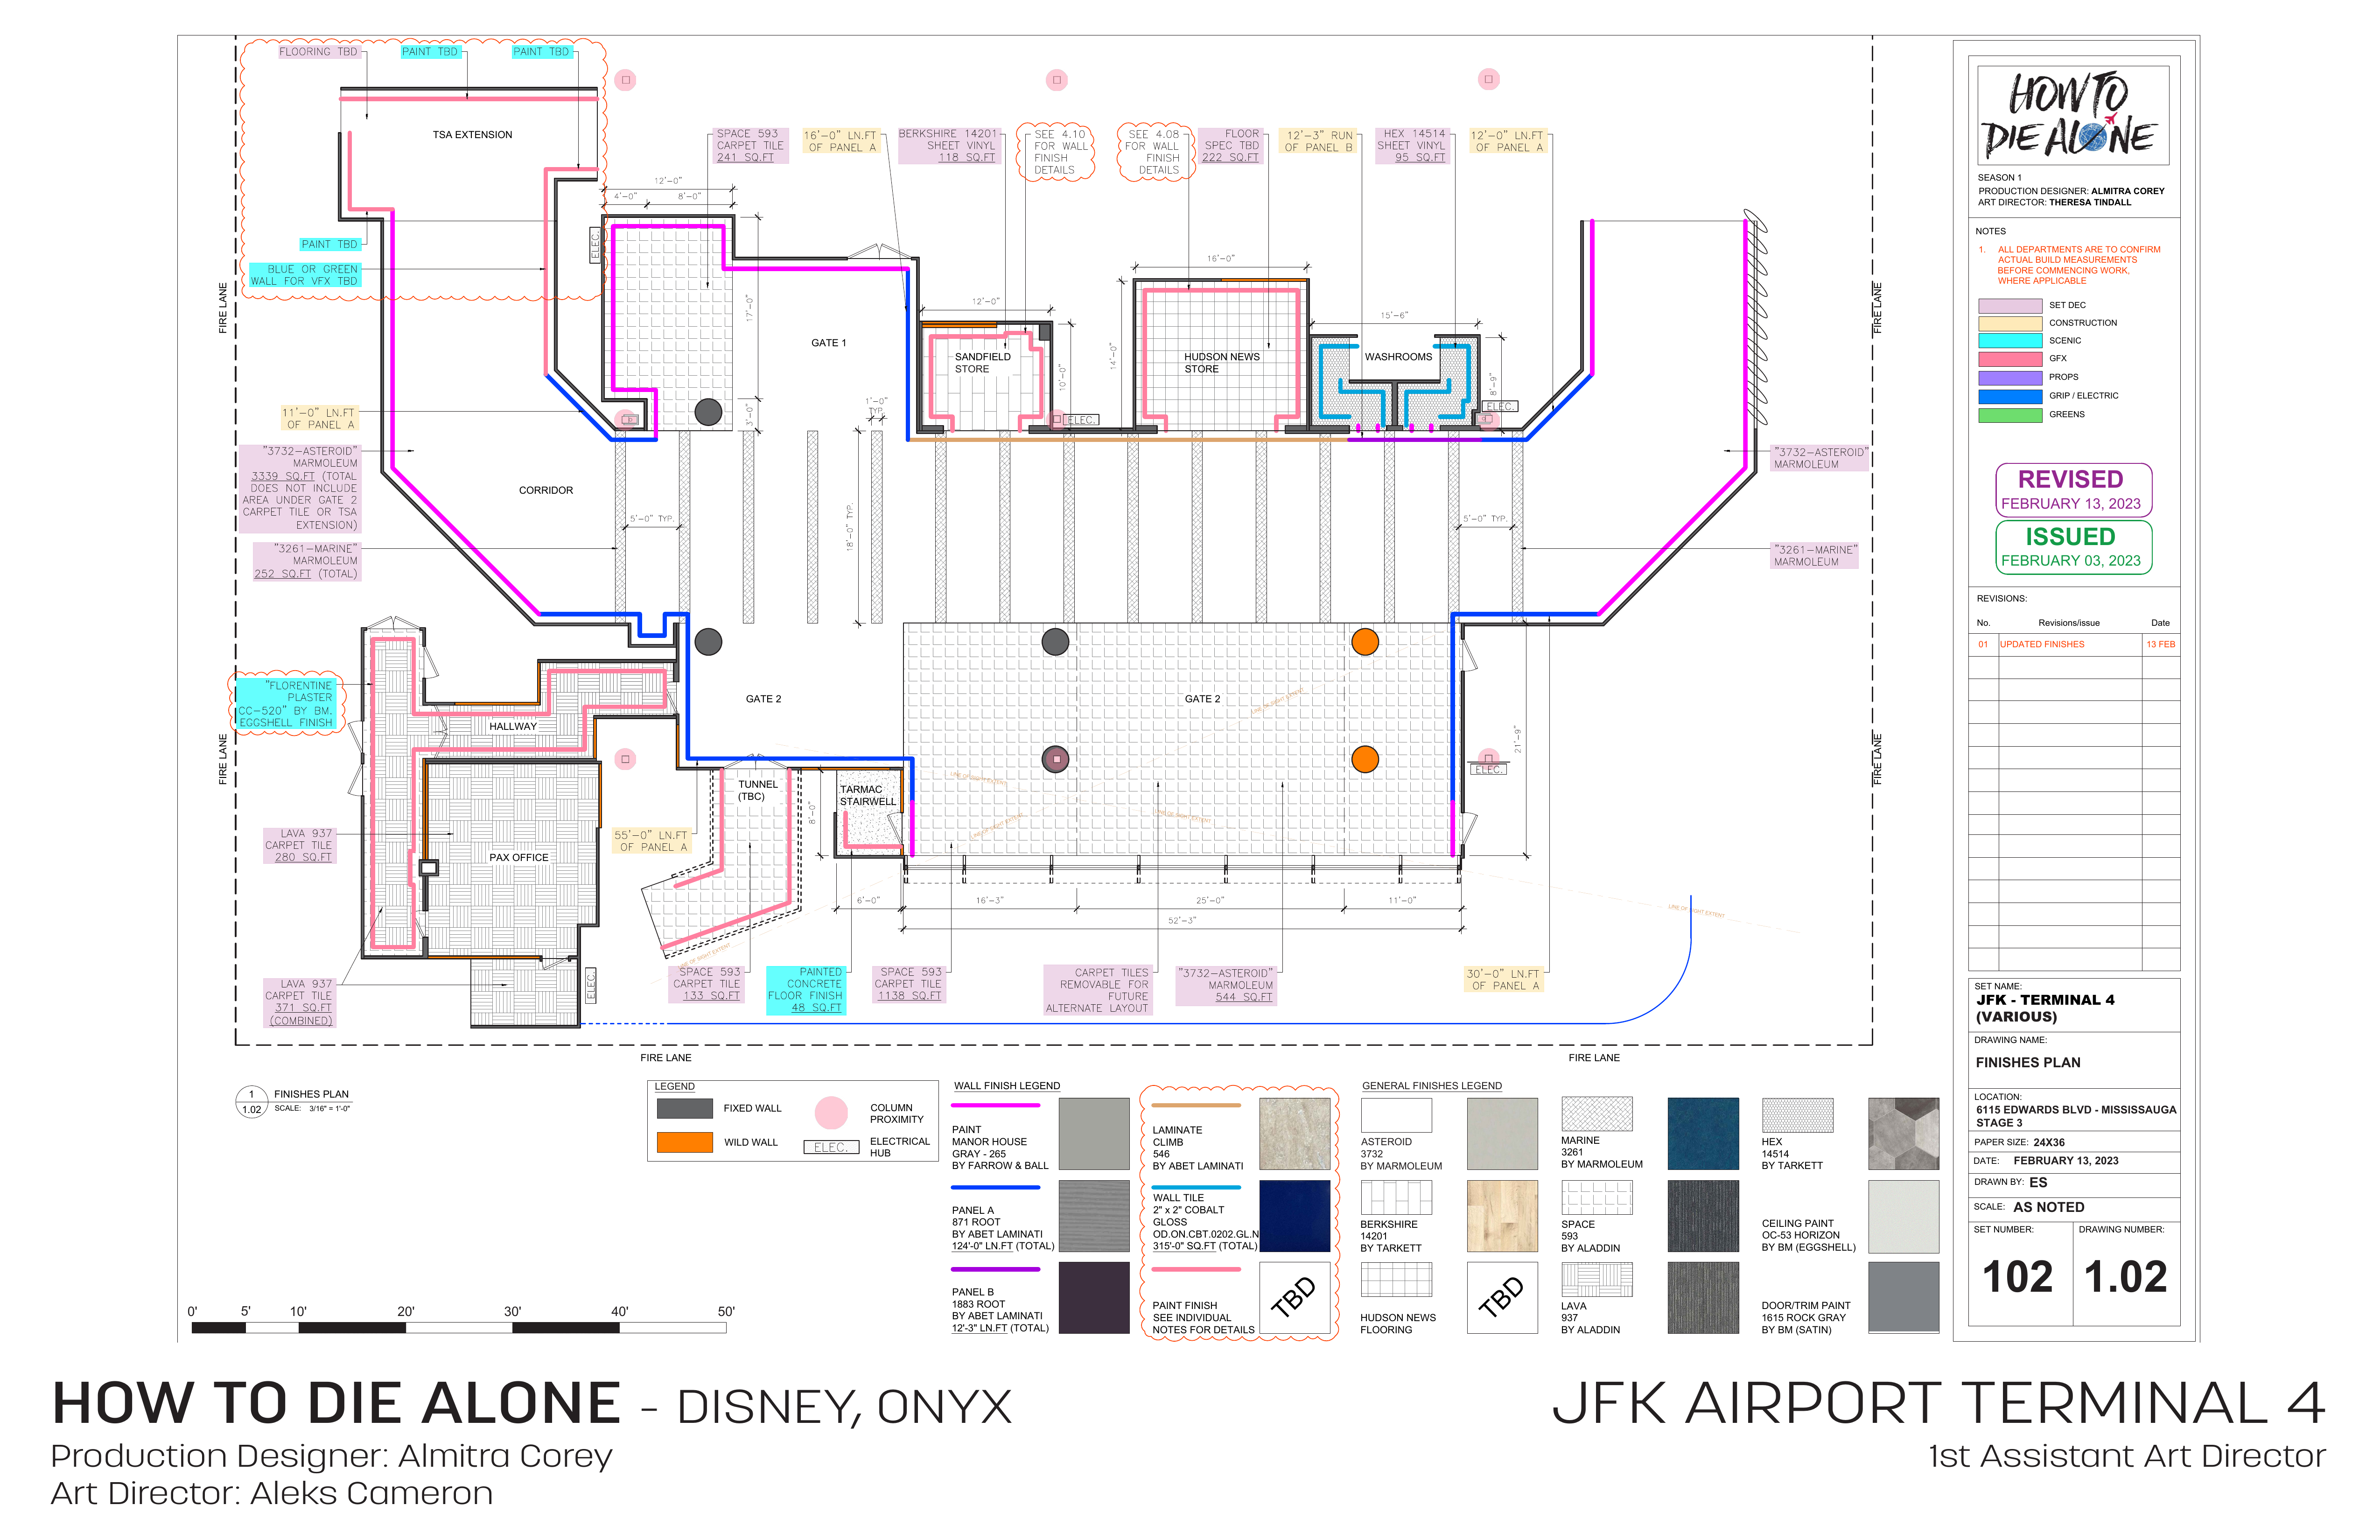 FLOORING TBD
PAINT TBD
PAINT TBD
TSA EXTENSION
PAINT TBD
BLUE OR GREEN
WALL FOR VFX TBD
SPACE 593
CARPET TILE
241 SQ.FT
16'-0" LN.FT
OF PANEL A
BERKSHIRE 14201
SHEET VINYL
118 SQ.FT
SEE 4.10
FOR WALL
FINISH
DETAILS
SEE 4.08
FOR WALL
FINISH
DETAILS
FLOOR
SPEC TBD
222 SQ.FT
12'-3" RUN
OF PANEL B
HEX 14514
SHEET VINYL
95 SQ.FT
12'-0" LN.FT
OF PANEL A
12'-0"
4'-0"
8'-0"
ELEC.
17'-0"
3'-0"
GATE 1
12'-0"
SANDFIELD
STORE
10'-0"
1'-0"
TYP.
ELEC.
16'-0"
14'-0"
HUDSON NEWS
STORE
15'-6"
WASHROOMS
8'-9"
ELEC.
FIRE LANE
FIRE LANE
11'-0" LN.FT
OF PANEL A
"3732-ASTEROID"
MARMOLEUM
3339 SQ.FT (TOTAL
DOES NOT INCLUDE
AREA UNDER GATE 2
CARPET TILE OR TSA
EXTENSION)
"3261-MARINE"
MARMOLEUM
252 SQ.FT (TOTAL)
CORRIDOR
5'-0" TYP.
18'-0" TYP.
5'-0" TYP.
"3732-ASTEROID"
MARMOLEUM
"3261-MARINE"
MARMOLEUM
"FLORENTINE
PLASTER
CC-520" BY BM.
EGGSHELL FINISH
HALLWAY
GATE 2
GATE 2
LINE OF SIGHT EXTENT
LINE OF SIGHT EXTENT
LINE OF SIGHT EXTENT
LINE OF SIGHT EXTENT
21'-9"
ELEC.
FIRE LANE
FIRE LANE
TUNNEL
(TBC)
TARMAC
STAIRWELL
8'-0"
55'-0" LN.FT
OF PANEL A
LAVA 937
CARPET TILE
280 SQ.FT
PAX OFFICE
6'-0"
16'-3"
25'-0"
11'-0"
52'-3"
LINE OF SIGHT EXTENT
LINE OF SIGHT EXTENT
ELEC.
LAVA 937
CARPET TILE
371 SQ.FT
(COMBINED)
SPACE 593
CARPET TILE
133 SQ.FT
PAINTED
CONCRETE
FLOOR FINISH
48 SQ.FT
SPACE 593
CARPET TILE
1138 SQ.FT
CARPET TILES
REMOVABLE FOR
FUTURE
ALTERNATE LAYOUT
"3732-ASTEROID"
MARMOLEUM
544 SQ.FT
30'-0" LN.FT
OF PANEL A
FIRE LANE
FIRE LANE
1
1.02
FINISHES PLAN
SCALE: 3/16" = 1'-0"
LEGEND
FIXED WALL
COLUMN
PROXIMITY
WILD WALL
ELEC.
ELECTRICAL
HUB
WALL FINISH LEGEND
PAINT
MANOR HOUSE
GRAY - 265
BY FARROW & BALL
PANEL A
871 ROOT
BY ABET LAMINATI
124'-0" LN.FT (TOTAL)
PANEL B
1883 ROOT
BY ABET LAMINATI
12'-3" LN.FT (TOTAL)
LAMINATE
CLIMB
546
BY ABET LAMINATI
WALL TILE
2" x 2" COBALT
GLOSS
OD.ON.CBT.0202.GL.N
315'-0" SQ.FT (TOTAL)
PAINT FINISH
SEE INDIVIDUAL
NOTES FOR DETAILS
TBD
GENERAL FINISHES LEGEND
ASTEROID
3732
BY MARMOLEUM
BERKSHIRE
14201
BY TARKETT
HUDSON NEWS
FLOORING
TBD
MARINE
3261
BY MARMOLEUM
SPACE
593
BY ALADDIN
LAVA
937
BY ALADDIN
HEX
14514
BY TARKETT
CEILING PAINT
OC-53 HORIZON
BY BM (EGGSHELL)
DOOR/TRIM PAINT
1615 ROCK GRAY
BY BM (SATIN)
0'
5'
10'
20'
30'
40'
50'
HOW TO
DIE ALONE
SEASON 1
PRODUCTION DESIGNER: ALMITRA COREY
ART DIRECTOR: THERESA TINDALL
NOTES
1. ALL DEPARTMENTS ARE TO CONFIRM
ACTUAL BUILD MEASUREMENTS
BEFORE COMMENCING WORK,
WHERE APPLICABLE
SET DEC
CONSTRUCTION
SCENIC
GFX
PROPS
GRIP / ELECTRIC
GREENS
REVISED
FEBRUARY 13, 2023
ISSUED
FEBRUARY 03, 2023
REVISIONS:
No. Revisions/issue Date
01 UPDATED FINISHES 13 FEB
SET NAME:
JFK - TERMINAL 4
(VARIOUS)
DRAWING NAME:
FINISHES PLAN
LOCATION:
6115 EDWARDS BLVD - MISSISSAUGA
STAGE 3
PAPER SIZE: 24X36
DATE: FEBRUARY 13, 2023
DRAWN BY: ES
SCALE: AS NOTED
SET NUMBER:
102
DRAWING NUMBER:
1.02
HOW TO DIE ALONE - DISNEY, ONYX
Production Designer: Almitra Corey
Art Director: Aleks Cameron
JFK AIRPORT TERMINAL 4
1st Assistant Art Director